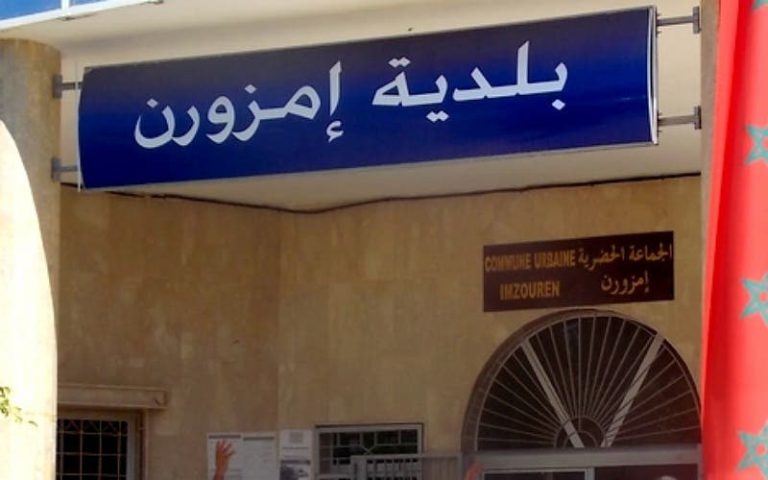 بلدية إمزورن
الجماعة الحضرية COMMUNE URBAINE
إمزورن IMZOUREN